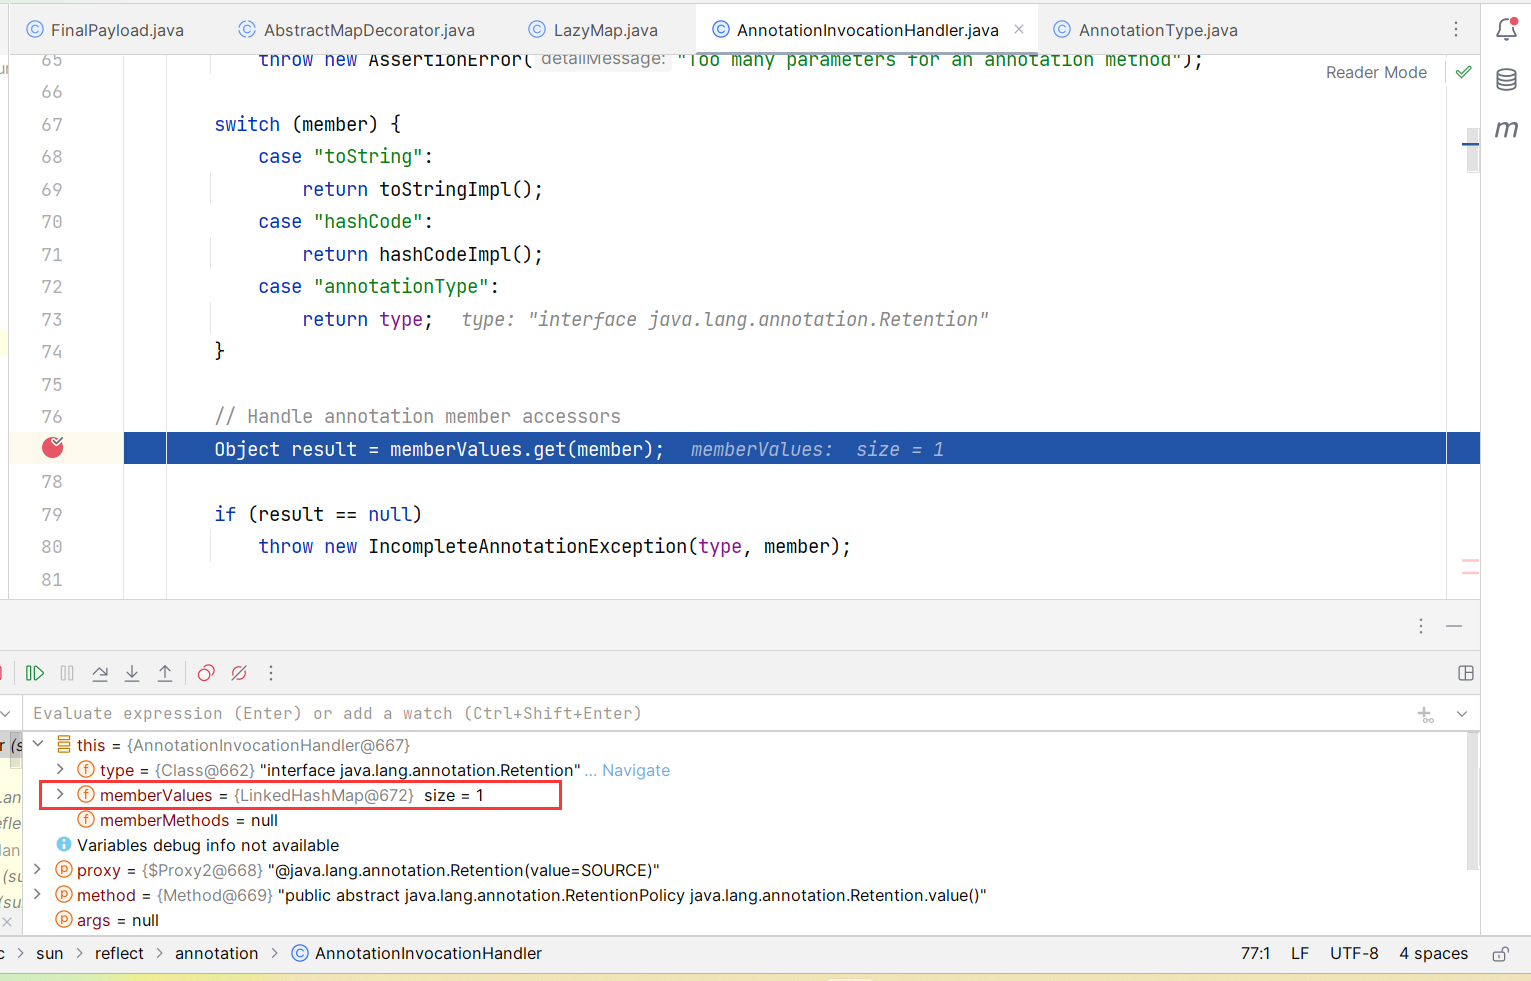 FinalPayload.java AbstractMapDecorator.java LazyMap.java AnnotationInvocationHandler.java AnnotationType.java
65 throw new AssertionError( detailMessage: "Too many parameters for an annotation method");
Reader Mode
66
67 switch (member) {
68 case "toString":
69 return toStringImpl();
70 case "hashCode":
71 return hashCodeImpl();
72 case "annotationType":
73 return type; type: "interface java.lang.annotation.Retention"
74 }
75
76 // Handle annotation member accessors
Object result = memberValues.get(member); memberValues: size = 1
78
79 if (result == null)
80 throw new IncompleteAnnotationException(type, member);
81
Evaluate expression (Enter) or add a watch (Ctrl+Shift+Enter)
this = {AnnotationInvocationHandler@667}
type = {Class@662} "interface java.lang.annotation.Retention" ... Navigate
memberValues = {LinkedHashMap@672} size = 1
memberMethods = null
Variables debug info not available
proxy = {$Proxy2@668} "@java.lang.annotation.Retention(value=SOURCE)"
method = {Method@669} "public abstract java.lang.annotation.RetentionPolicy java.lang.annotation.Retention.value()"
args = null
c > sun > reflect > annotation > AnnotationInvocationHandler 77:1 LF UTF-8 4 spaces